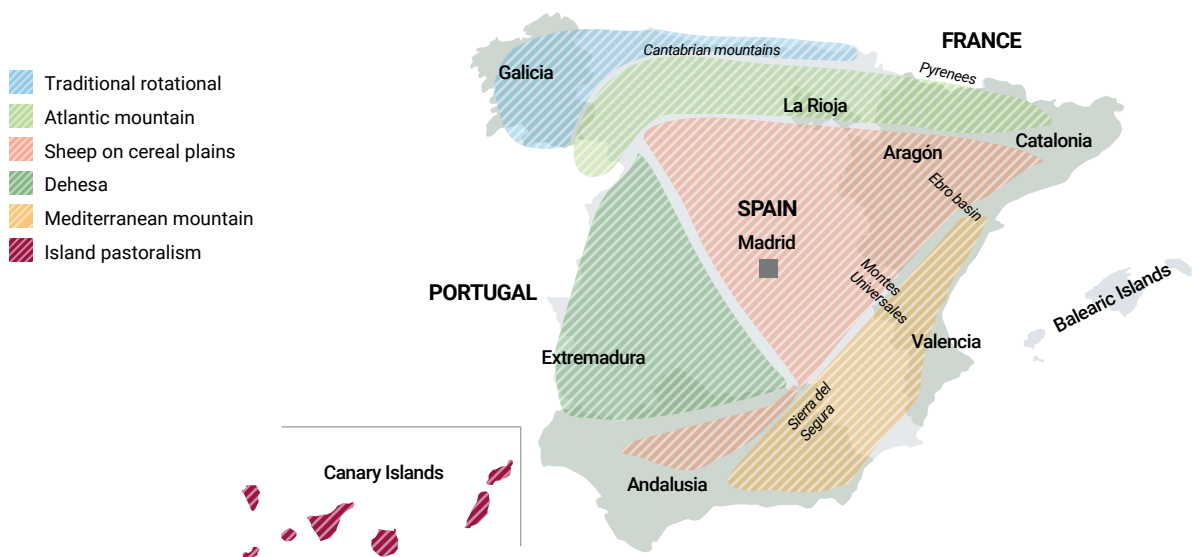 Traditional rotational
Atlantic mountain
Sheep on cereal plains
Dehesa
Mediterranean mountain
Island pastoralism
FRANCE
Cantabrian mountains
Galicia
Pyrenees
La Rioja
Catalonia
Aragón
Ebro basin
SPAIN
Madrid
Montes
Universales
PORTUGAL
Balearic Islands
Valencia
Extremadura
Sierra del
Segura
Canary Islands
Andalusia